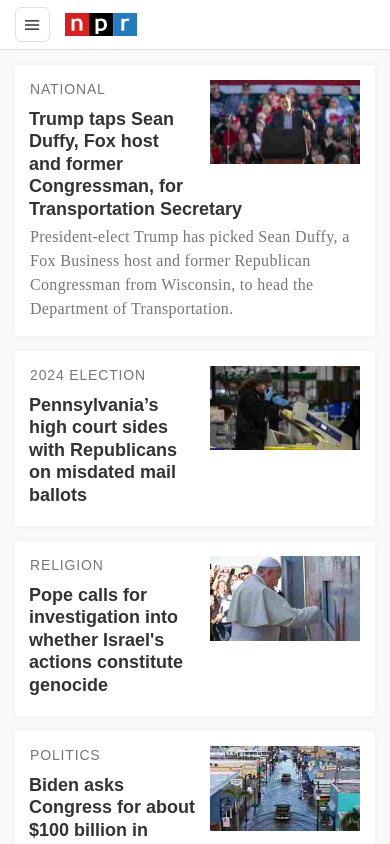 npr
NATIONAL
Trump taps Sean
Duffy, Fox host
and former
Congressman, for
Transportation Secretary
President-elect Trump has picked Sean Duffy, a
Fox Business host and former Republican
Congressman from Wisconsin, to head the
Department of Transportation.
2024 ELECTION
Pennsylvania’s
high court sides
with Republicans
on misdated mail
ballots
RELIGION
Pope calls for
investigation into
whether Israel's
actions constitute
genocide
POLITICS
Biden asks
Congress for about
$100 billion in